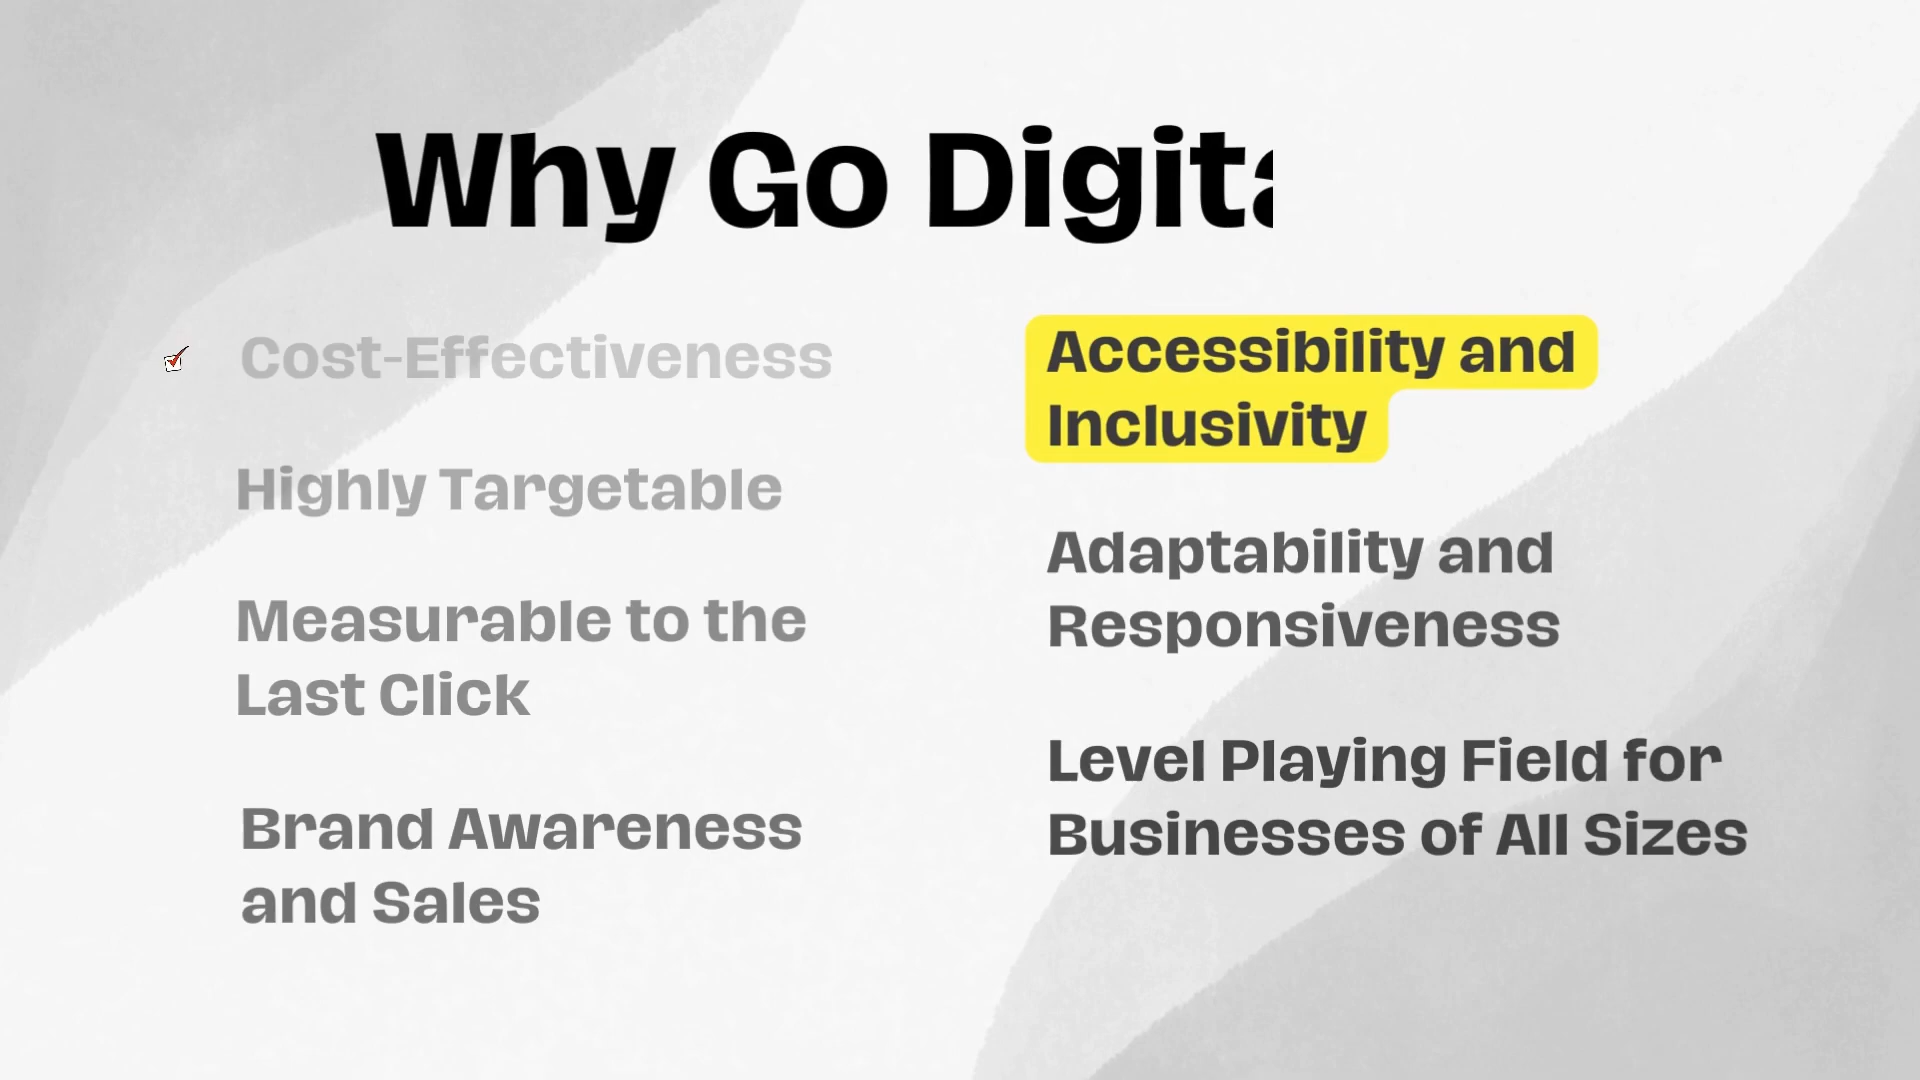 Why Go Digita
Cost-Effectiveness
Highly Targetable
Measurable to the
Last Click
Brand Awareness
and Sales
Accessibility and
Inclusivity
Adaptability and
Responsiveness
Level Playing Field for
Businesses of All Sizes